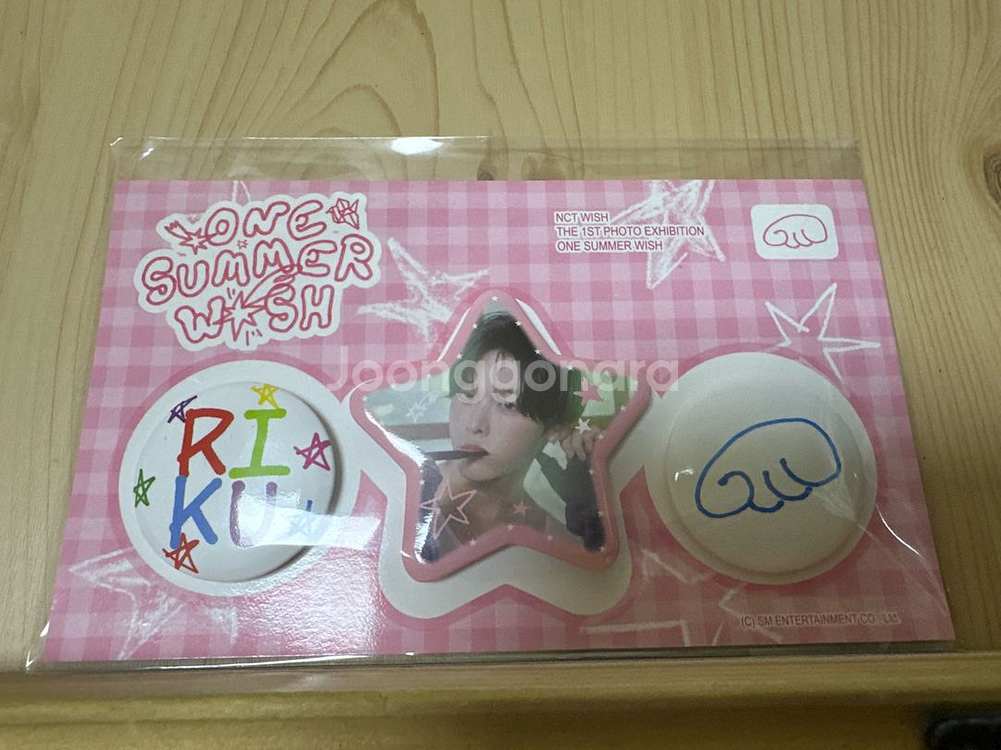 ONE
SUMMER
WISH
NCT WISH
THE 1ST PHOTO EXHIBITION
ONE SUMMER WISH
Joonggonara
RI
KU
(C) SM ENTERTAINMENT CO., Ltd